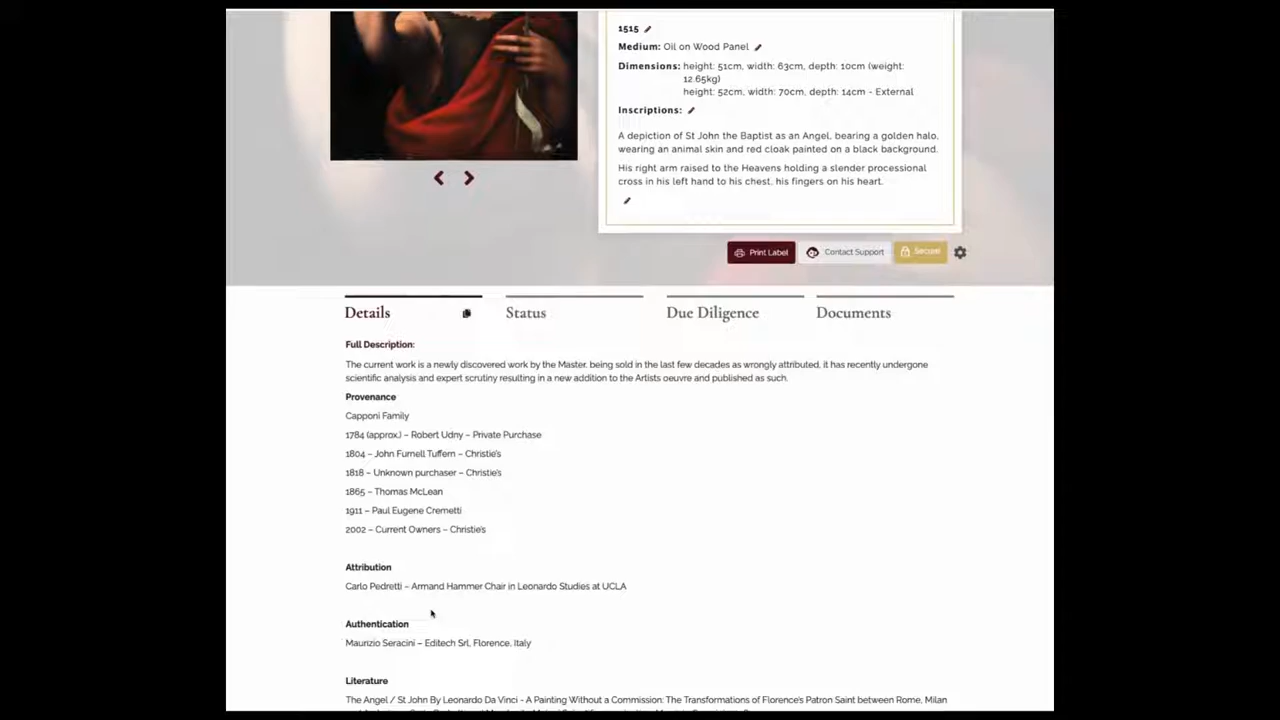 1515
Medium: Oil on Wood Panel
Dimensions: height: 51cm, width: 63cm, depth: 10cm (weight:
12.65kg)
height: 52cm, width: 70cm, depth: 14cm - External
Inscriptions:
A depiction of St John the Baptist as an Angel, bearing a golden halo,
wearing an animal skin and red cloak painted on a black background.
His right arm raised to the Heavens holding a slender processional
cross in his left hand to his chest, his fingers on his heart.
Print Label
Contact Support
Secure
Details
Status
Due Diligence
Documents
Full Description:
The current work is a newly discovered work by the Master, being sold in the last few decades as wrongly attributed, it has recently undergone
scientific analysis and expert scrutiny resulting in a new addition to the Artists oeuvre and published as such.
Provenance
Capponi Family
1784 (approx.) – Robert Udny – Private Purchase
1804 – John Furnell Tuffern – Christie's
1818 – Unknown purchaser – Christie's
1865 – Thomas McLean
1911 – Paul Eugene Cremetti
2002 – Current Owners – Christie's
Attribution
Carlo Pedretti – Armand Hammer Chair in Leonardo Studies at UCLA
Authentication
Maurizio Seracini – Editech Srl, Florence, Italy
Literature
The Angel / St John By Leonardo Da Vinci - A Painting Without a Commission: The Transformations of Florence's Patron Saint between Rome, Milan